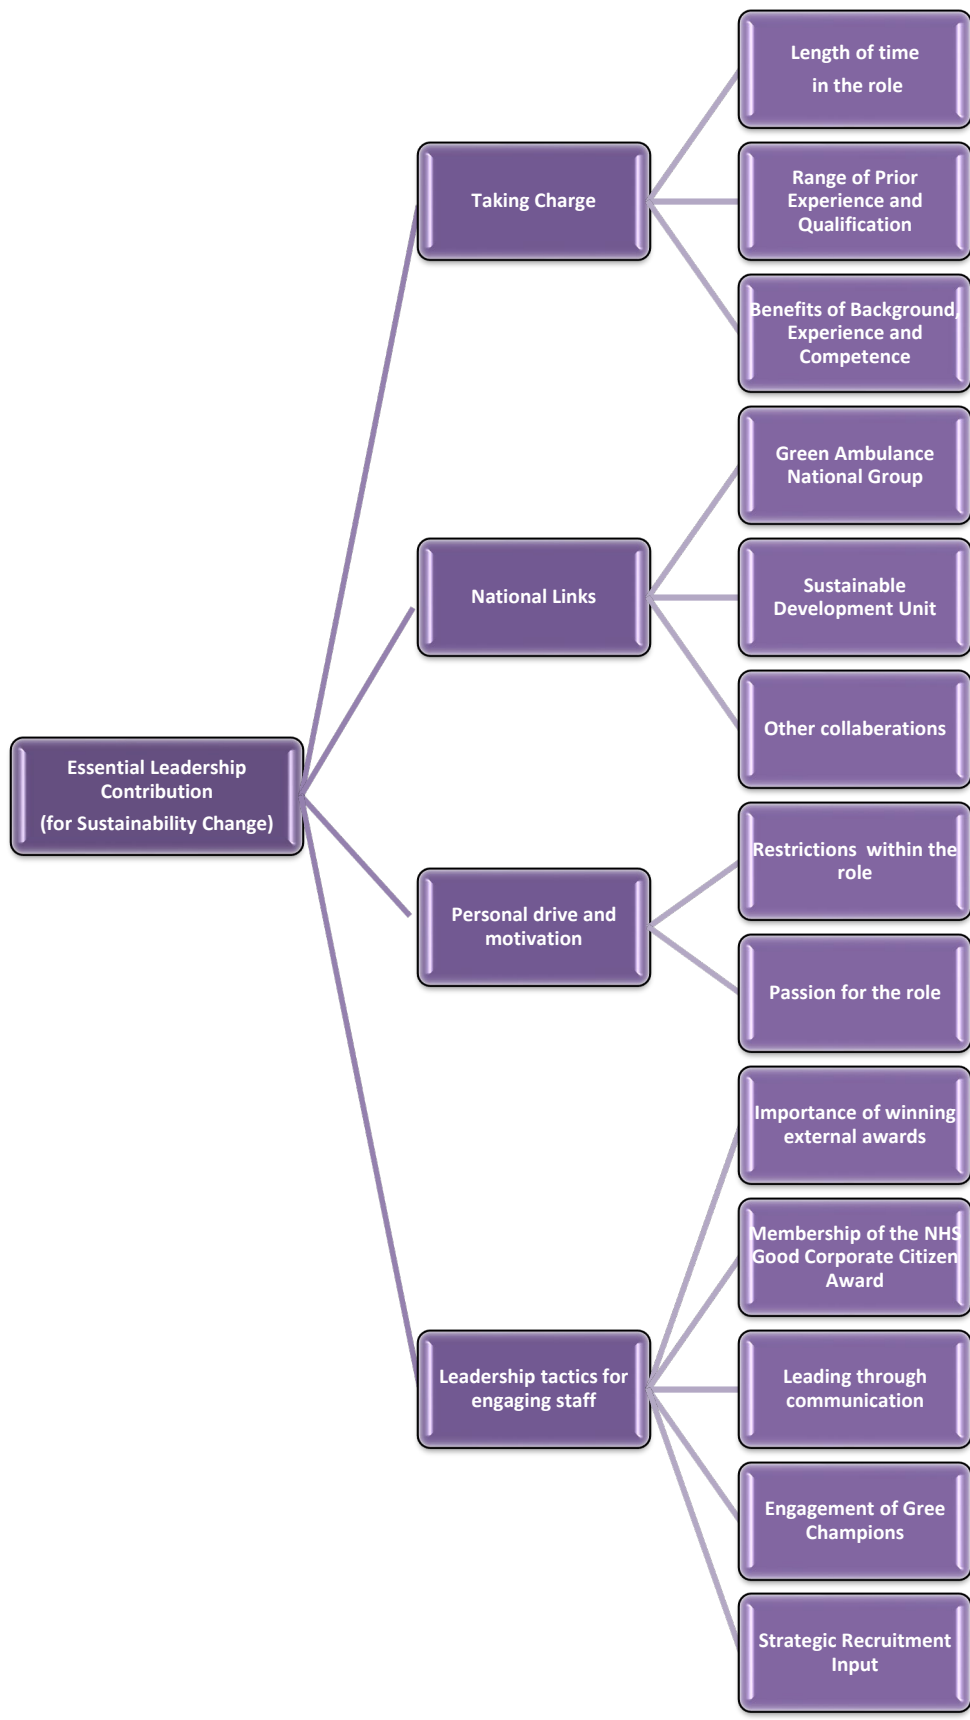 Length of time
in the role
Taking Charge
Range of Prior
Experience and
Qualification
Benefits of Background,
Experience and
Competence
Green Ambulance
National Group
National Links
Sustainable
Development Unit
Other collaberations
Essential Leadership
Contribution
(for Sustainability Change)
Restrictions within the
role
Personal drive and
motivation
Passion for the role
Importance of winning
external awards
Membership of the NHS
Good Corporate Citizen
Award
Leadership tactics for
engaging staff
Leading through
communication
Engagement of Gree
Champions
Strategic Recruitment
Input